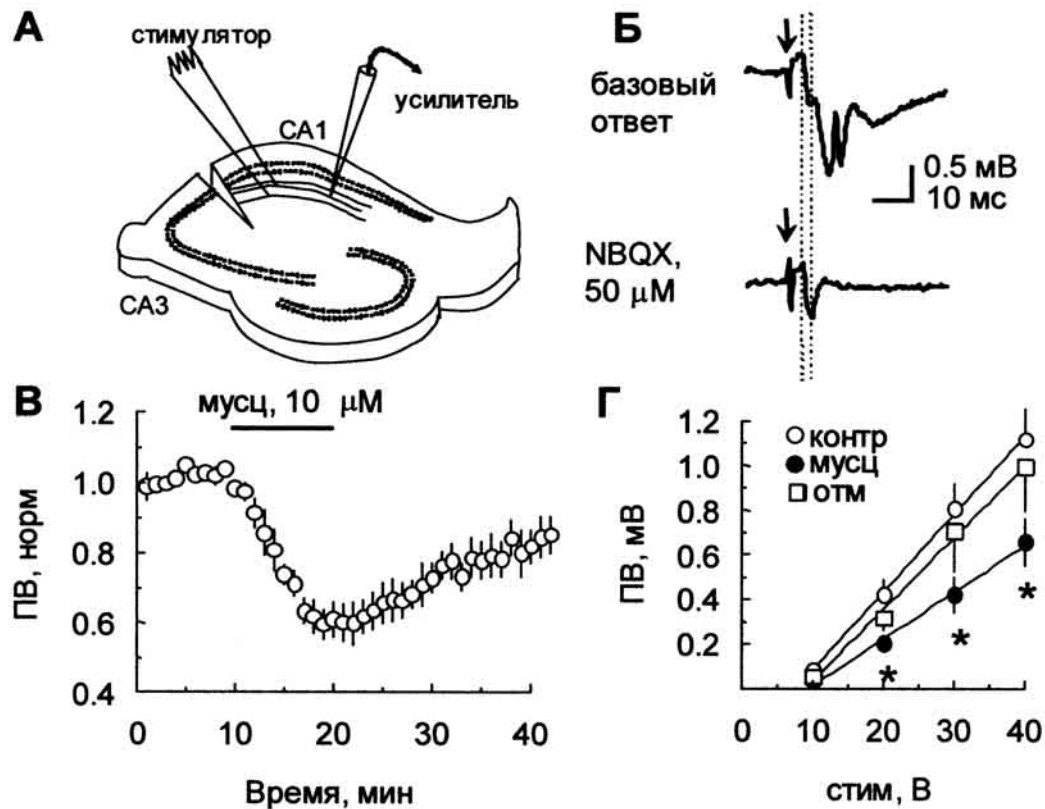 А
стимулятор
усилитель
CA1
CA3
Б
базовый
ответ
0.5 мВ
10 мс
NBQX,
50 μM
В
мусц, 10 μM
1.2
1.0
0.8
0.6
0.4
ПВ, норм
0 10 20 30 40
Время, мин
Г
контр
мусц
отм
1.2
1.0
0.8
0.6
0.4
0.2
ПВ, мВ
* * *
0 10 20 30 40
стим, В